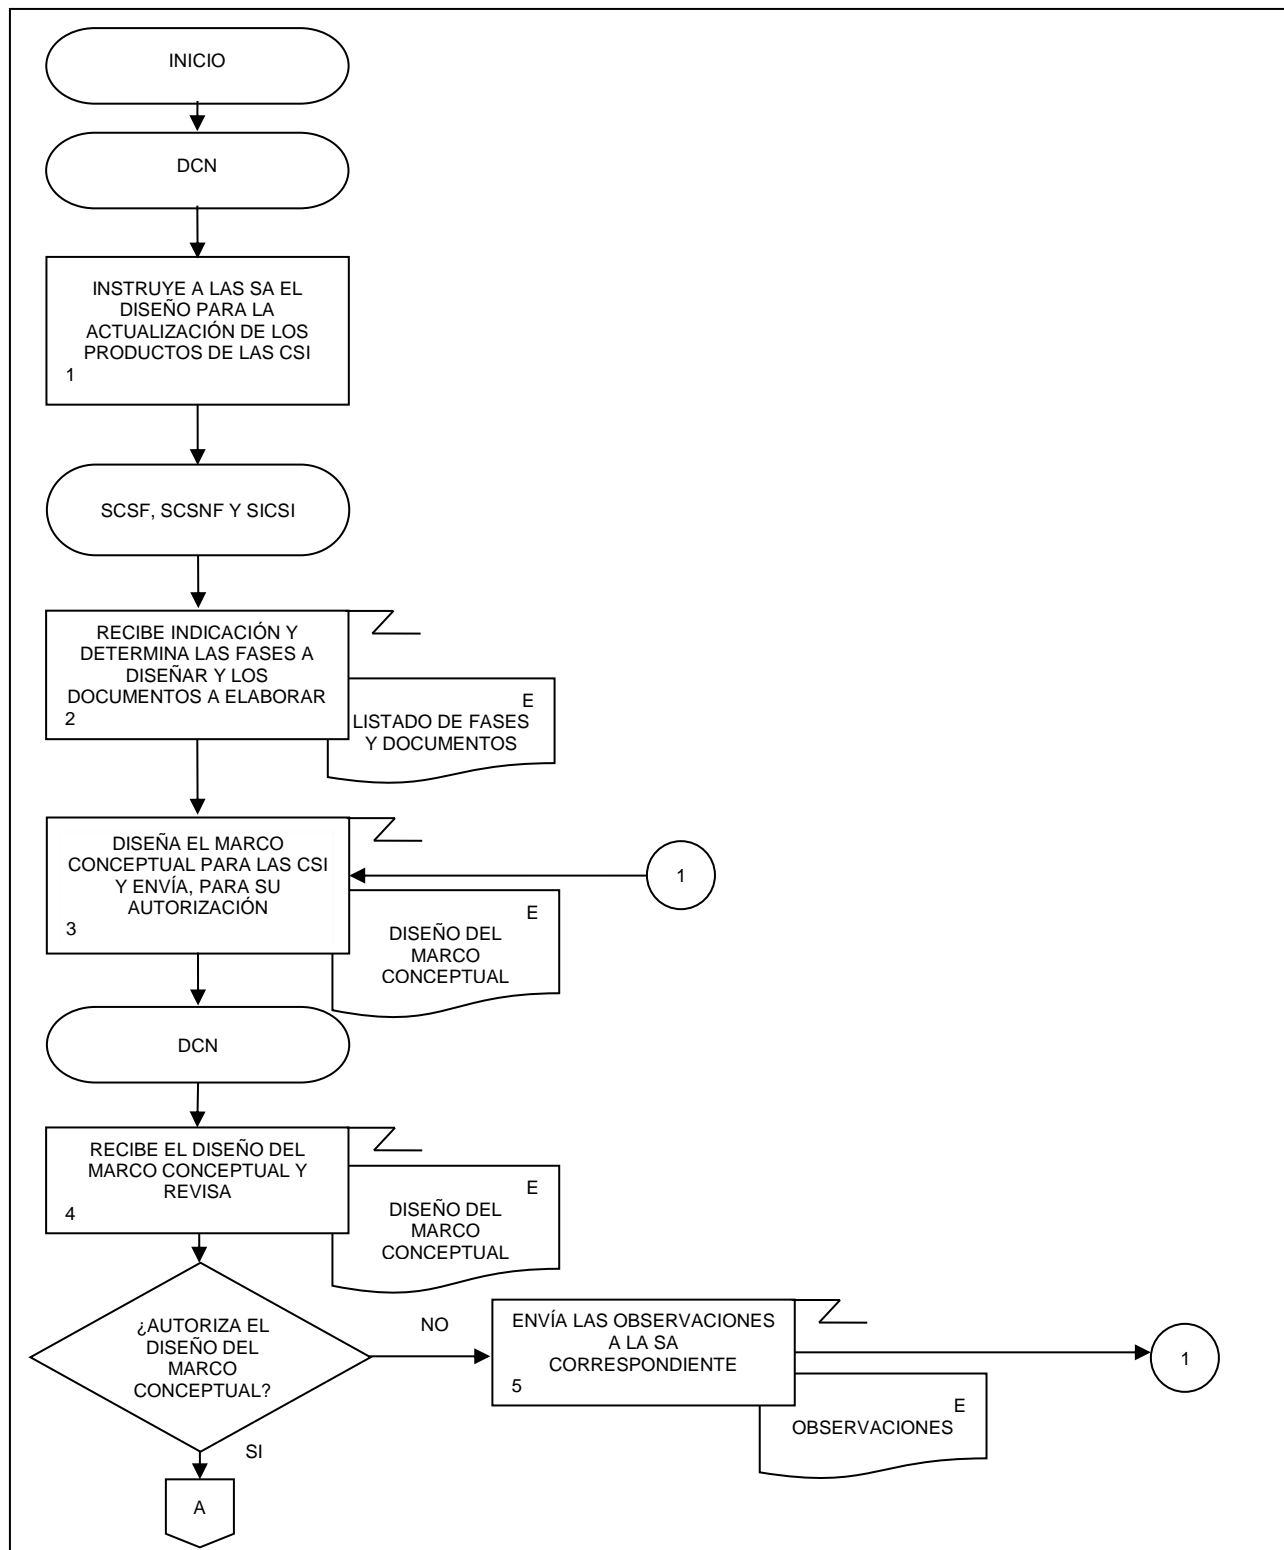 INICIO
DCN
INSTRUYE A LAS SA EL
DISEÑO PARA LA
ACTUALIZACIÓN DE LOS
PRODUCTOS DE LAS CSI
1
SCSF, SCSNF Y SICSI
RECIBE INDICACIÓN Y
DETERMINA LAS FASES A
DISEÑAR Y LOS
DOCUMENTOS A ELABORAR
2
E
LISTADO DE FASES
Y DOCUMENTOS
DISEÑA EL MARCO
CONCEPTUAL PARA LAS CSI
Y ENVÍA, PARA SU
AUTORIZACIÓN
3
1
E
DISEÑO DEL
MARCO
CONCEPTUAL
DCN
RECIBE EL DISEÑO DEL
MARCO CONCEPTUAL Y
REVISA
4
E
DISEÑO DEL
MARCO
CONCEPTUAL
¿AUTORIZA EL
DISEÑO DEL
MARCO
CONCEPTUAL?
NO
ENVÍA LAS OBSERVACIONES
A LA SA
CORRESPONDIENTE
5
1
E
OBSERVACIONES
SI
A